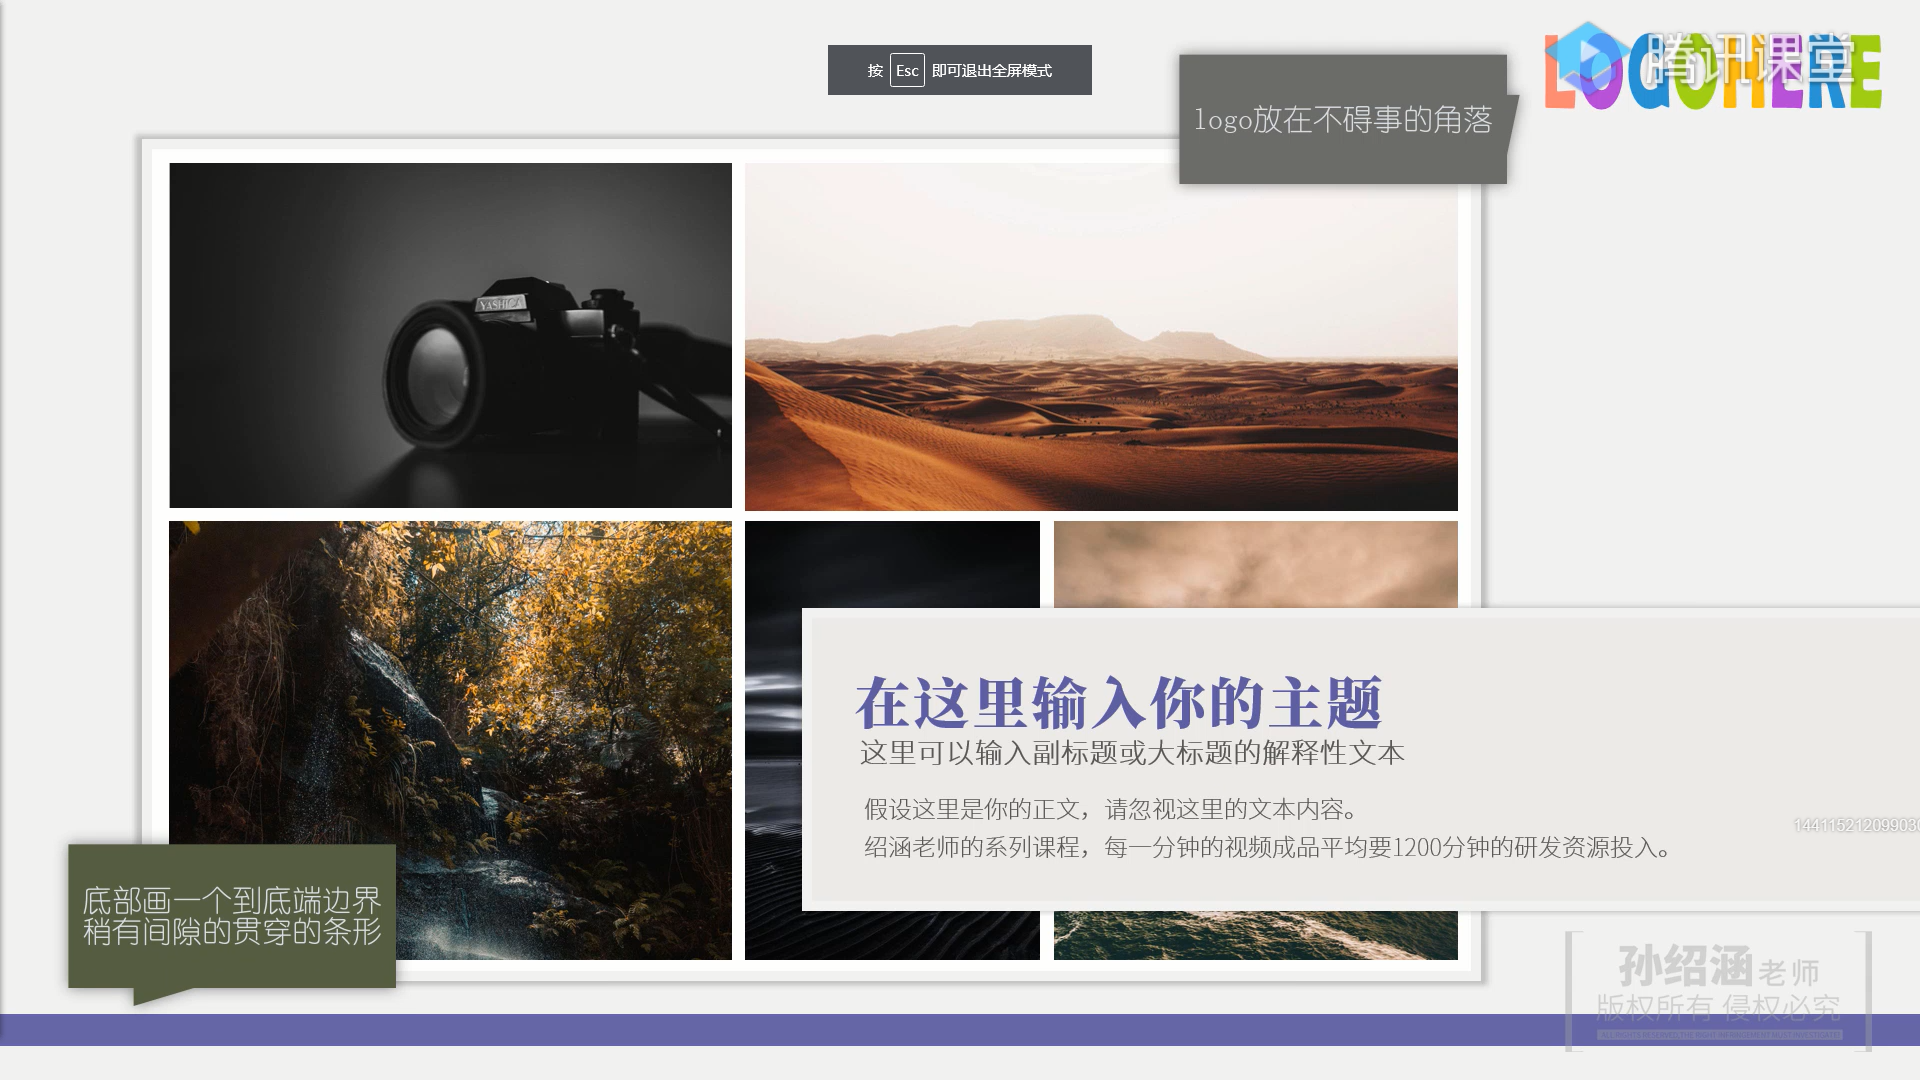 按 Esc 即可退出全屏模式
LOGOHERE
腾讯课堂
logo放在不碍事的角落
YASHICA
在这里输入你的主题
这里可以输入副标题或大标题的解释性文本
假设这里是你的正文，请忽视这里的文本内容。
绍涵老师的系列课程，每一分钟的视频成品平均要1200分钟的研发资源投入。
144115212099030
底部画一个到底端边界
稍有间隙的贯穿的条形
孙绍涵老师
版权所有 侵权必究